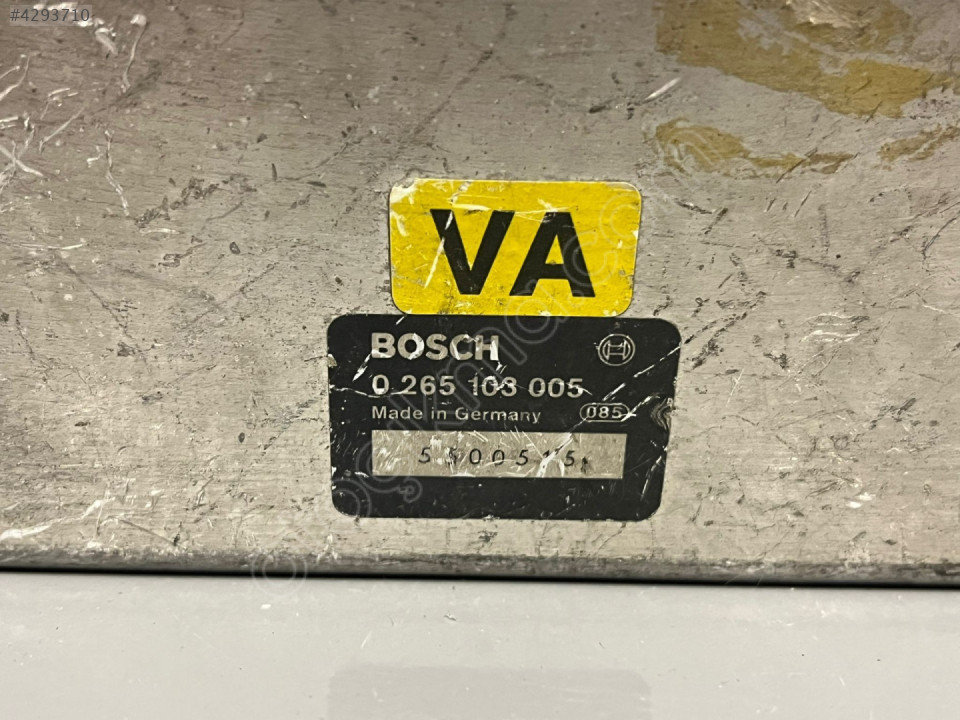 #4293710
VA
BOSCH
0 265 103 005
Made in Germany
085